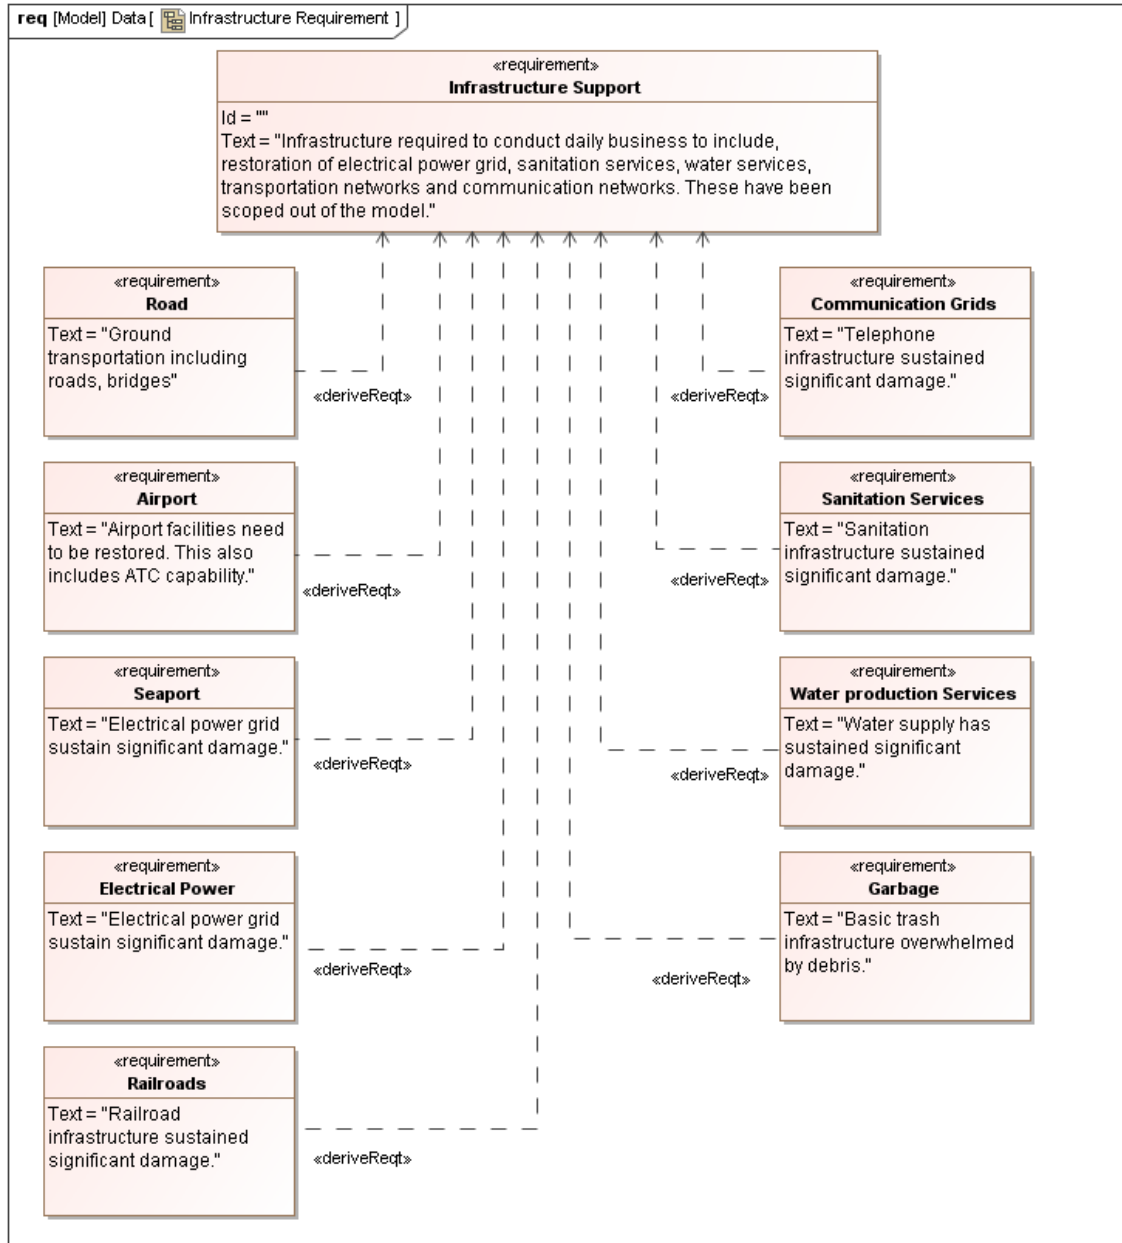 req [Model] Data [ Infrastructure Requirement ]
«requirement»
Infrastructure Support
Id = ""
Text = "Infrastructure required to conduct daily business to include,
restoration of electrical power grid, sanitation services, water services,
transportation networks and communication networks. These have been
scoped out of the model."
«requirement»
Road
Text = "Ground
transportation including
roads, bridges"
«deriveReqt»
«requirement»
Communication Grids
Text = "Telephone
infrastructure sustained
significant damage."
«deriveReqt»
«requirement»
Airport
Text = "Airport facilities need
to be restored. This also
includes ATC capability."
«deriveReqt»
«requirement»
Sanitation Services
Text = "Sanitation
infrastructure sustained
significant damage."
«deriveReqt»
«requirement»
Seaport
Text = "Electrical power grid
sustain significant damage."
«deriveReqt»
«requirement»
Water production Services
Text = "Water supply has
sustained significant
damage."
«deriveReqt»
«requirement»
Electrical Power
Text = "Electrical power grid
sustain significant damage."
«deriveReqt»
«requirement»
Garbage
Text = "Basic trash
infrastructure overwhelmed
by debris."
«deriveReqt»
«requirement»
Railroads
Text = "Railroad
infrastructure sustained
significant damage."
«deriveReqt»